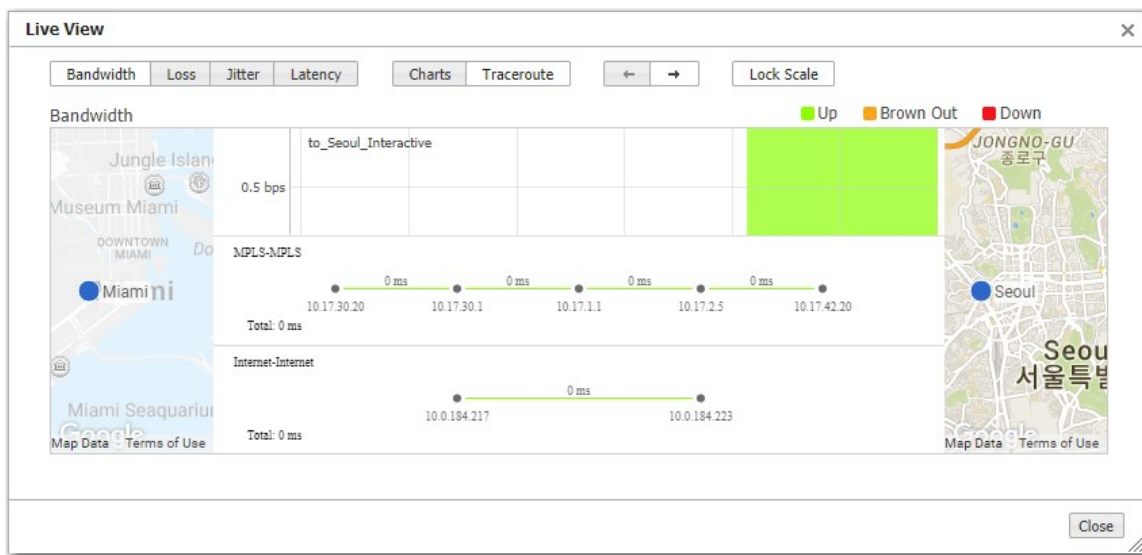 Live View
Bandwidth Loss Jitter Latency Charts Traceroute ← → Lock Scale
Bandwidth
Up Brown Out Down
to_Seoul_Interactive
0.5 bps
MPLS-MPLS
0 ms 0 ms 0 ms 0 ms
10.17.30.20 10.17.30.1 10.17.1.1 10.17.2.5 10.17.42.20
Total: 0 ms
Internet-Internet
0 ms
10.0.184.217 10.0.184.223
Total: 0 ms
Jungle Islan
Museum Miami
DOWNTOWN
MIAMI
Do
Miami
Miami Seaquariu
Google
Map Data Terms of Use
JONGNO-GU
종로구
Seoul
Seou
서울특별
Google
Map Data Terms of Use
Close